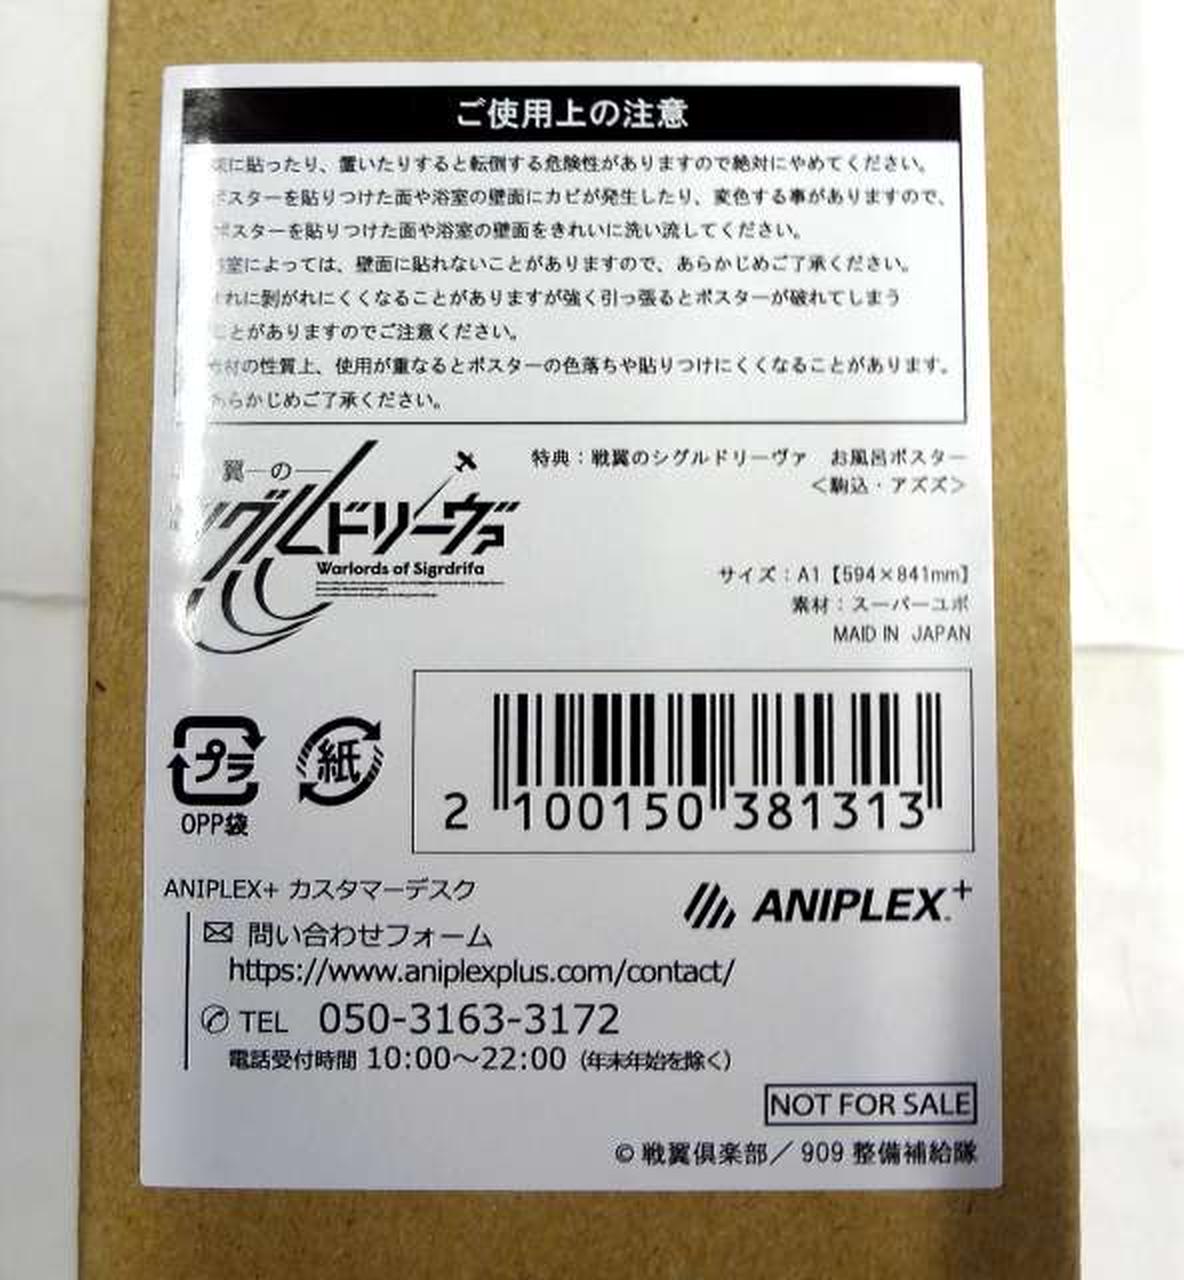 ご使用上の注意
に貼ったり、置いたりすると転倒する危険性がありますので絶対にやめてください。
ポスターを貼りつけた面や浴室の壁面にカビが発生したり、変色する事がありますので、
ポスターを貼りつけた面や浴室の壁面をきれいに洗い流してください。
室によっては、壁面に貼れないことがありますので、あらかじめご了承ください。
れに剝がれにくくなることがありますが強く引っ張るとポスターが破れてしまう
ことがありますのでご注意ください。
材の性質上、使用が重なるとポスターの色落ちや貼りつけにくくなることがあります。
あらかじめご了承ください。
翼の
グルドリーヴァ
Warlords of Sigrdrifa
特典：戦翼のシグルドリーヴァ　お風呂ポスター
＜駒込・アズズ＞
サイズ：A1【594×841mm】
素材：スーパーユポ
MAID IN JAPAN
プラ
OPP袋
紙
2 100150 381313
ANIPLEX+ カスタマーデスク
ANIPLEX+
問い合わせフォーム
https://www.aniplexplus.com/contact/
TEL 050-3163-3172
電話受付時間 10:00～22:00（年末年始を除く）
NOT FOR SALE
© 戦翼倶楽部／909 整備補給隊